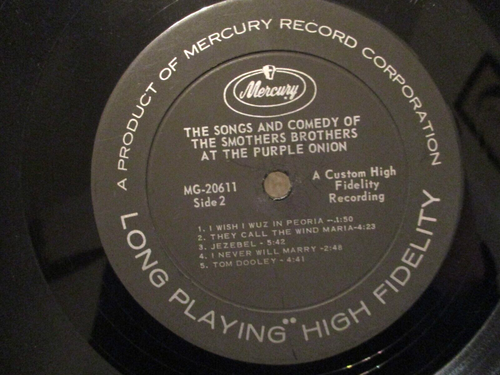 A PRODUCT OF MERCURY RECORD CORPORATION
Mercury
THE SONGS AND COMEDY OF
THE SMOTHERS BROTHERS
AT THE PURPLE ONION
MG-20611
Side 2
A Custom High
Fidelity
Recording
1. I WISH I WUZ IN PEORIA -1:50
2. THEY CALL THE WIND MARIA-4:23
3. JEZEBEL - 5:42
4. I NEVER WILL MARRY -2:48
5. TOM DOOLEY - 4:41
LONG PLAYING HIGH FIDELITY